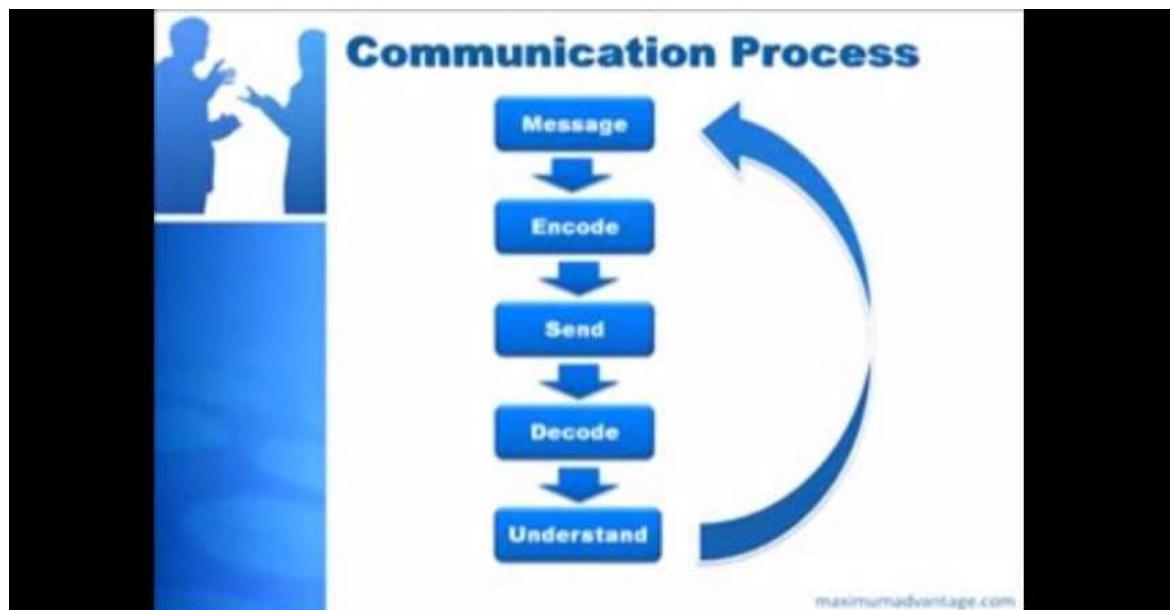 Communication Process
Message
Encode
Send
Decode
Understand
maximumadvantage.com